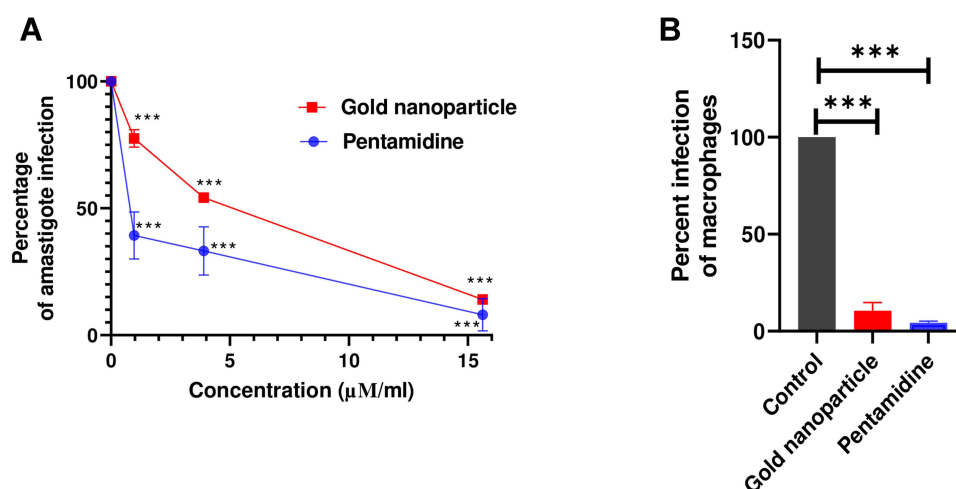 A
Percentage
of amastigote infection
100
50
0
0
5
10
15
Concentration (µM/ml)
Gold nanoparticle
Pentamidine
***
***
***
***
***
***
B
Percent infection
of macrophages
150
100
50
0
***
***
Control
Gold nanoparticle
Pentamidine